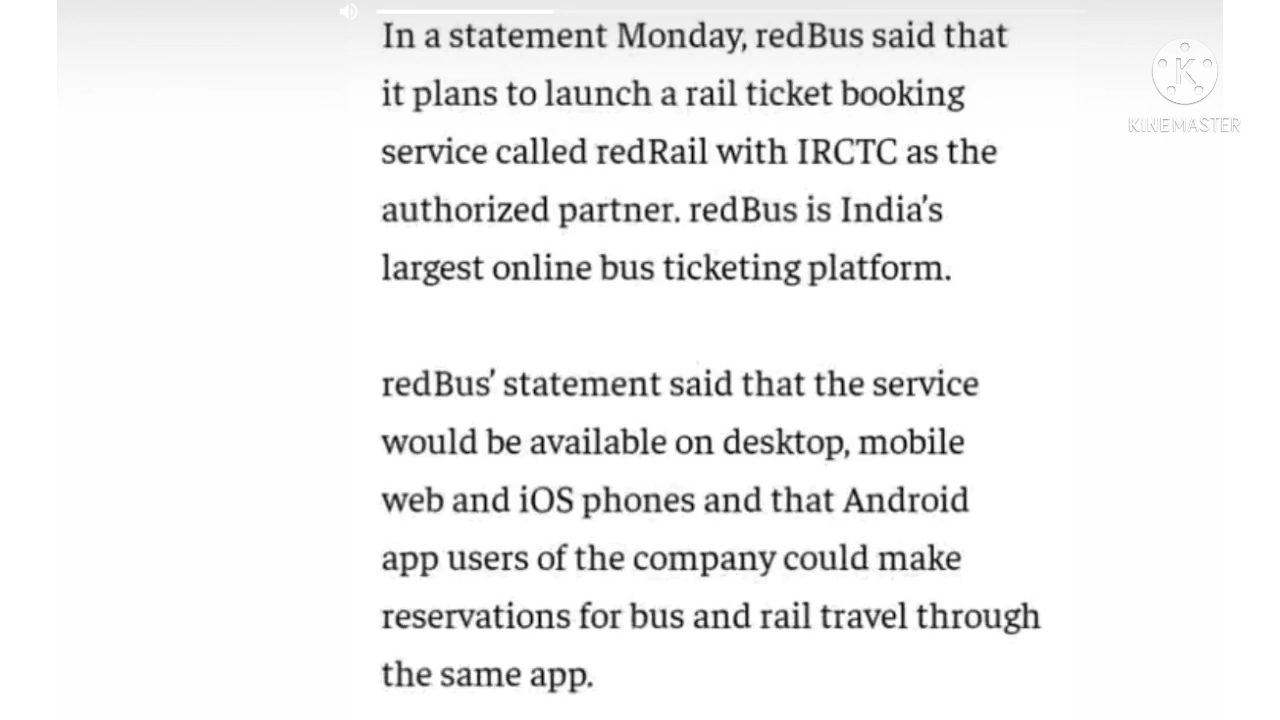 In a statement Monday, redBus said that
it plans to launch a rail ticket booking
service called redRail with IRCTC as the
authorized partner. redBus is India's
largest online bus ticketing platform.
redBus' statement said that the service
would be available on desktop, mobile
web and iOS phones and that Android
app users of the company could make
reservations for bus and rail travel through
the same app.
K
KINEMASTER